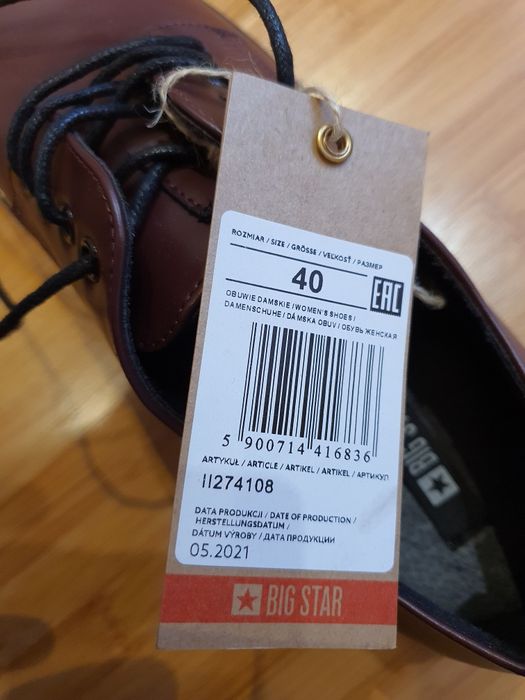 ROZMIAR / SIZE / GRÖSSE / VEĽKOSŤ / РАЗМЕР
40
EAC
OBUWIE DAMSKIE / WOMEN'S SHOES /
DAMENSCHUHE / DÁMSKA OBUV / ОБУВЬ ЖЕНСКАЯ
5 900714 416836
ARTYKUŁ / ARTICLE / ARTIKEL / ARTIKEL / АРТИКУЛ
II274108
DATA PRODUKCJI / DATE OF PRODUCTION /
HERSTELLUNGSDATUM /
DÁTUM VÝROBY / ДАТА ПРОДУКЦИИ
05.2021
BIG STAR
BIG S